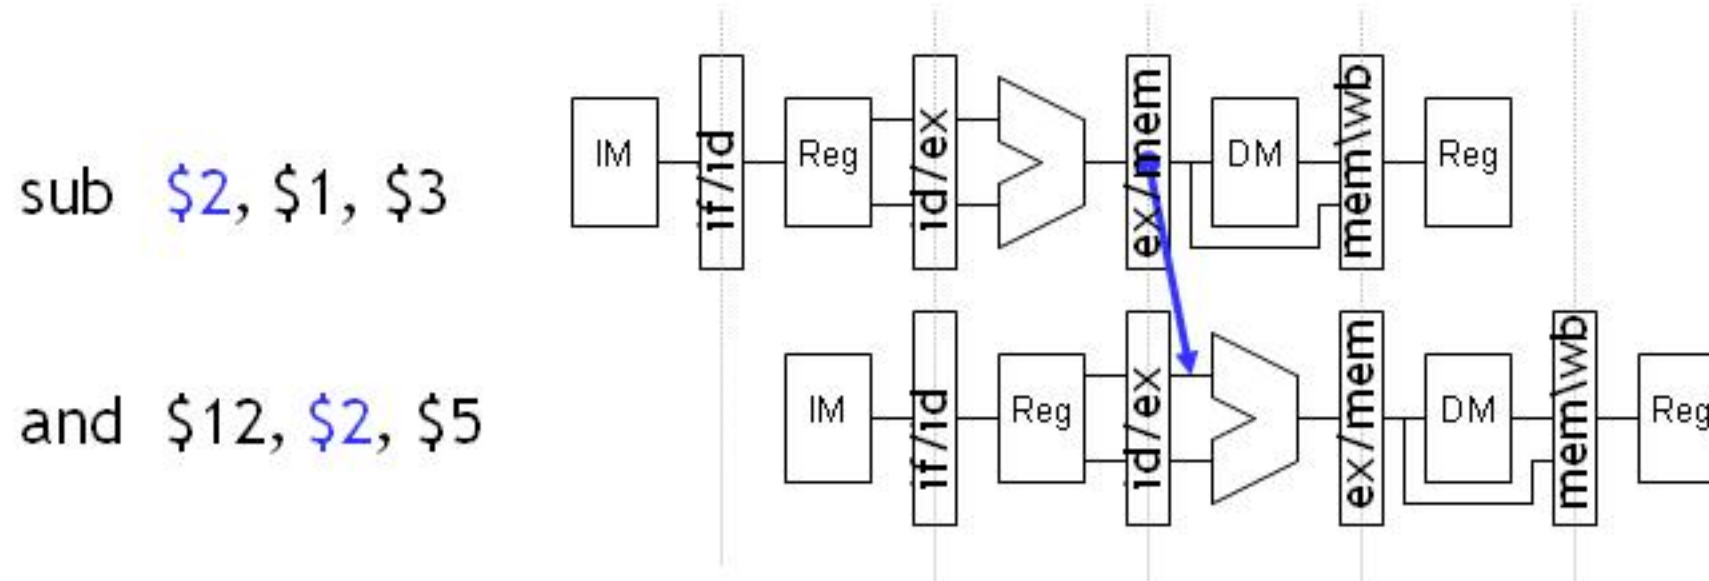 sub $2, $1, $3
IM if/id Reg id/ex ex/mem DM mem\wb Reg
and $12, $2, $5
IM if/id Reg id/ex ex/mem DM mem\wb Reg